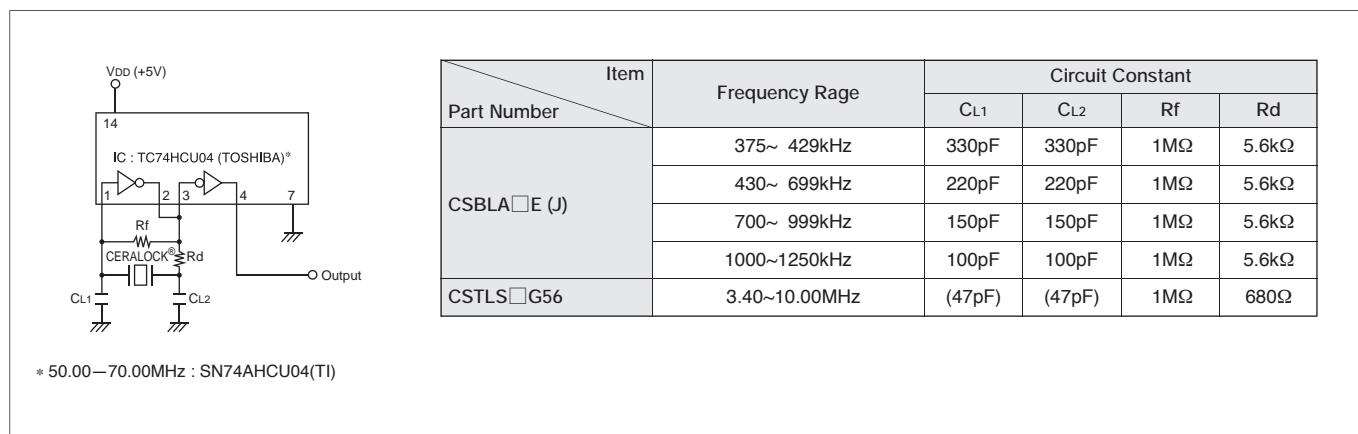 VDD (+5V)
14
IC : TC74HCU04 (TOSHIBA)*
1 2 3 4 7
Rf
CERALOCK® Rd
Output
CL1 CL2
* 50.00—70.00MHz : SN74AHCU04(TI)
Item
Part Number
Frequency Rage
Circuit Constant
CL1 CL2 Rf Rd
CSBLA□E (J)
375~ 429kHz 330pF 330pF 1MΩ 5.6kΩ
430~ 699kHz 220pF 220pF 1MΩ 5.6kΩ
700~ 999kHz 150pF 150pF 1MΩ 5.6kΩ
1000~1250kHz 100pF 100pF 1MΩ 5.6kΩ
CSTLS□G56 3.40~10.00MHz (47pF) (47pF) 1MΩ 680Ω